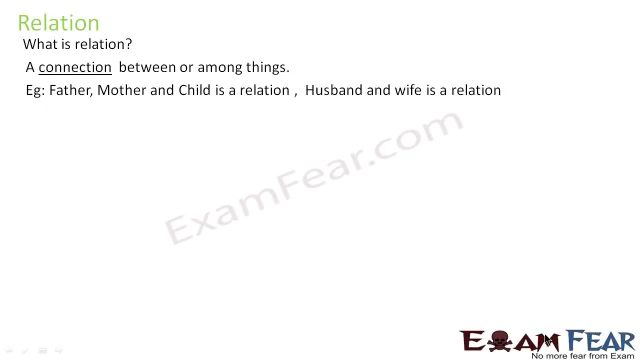 Relation
What is relation?
A connection between or among things.
Eg: Father, Mother and Child is a relation , Husband and wife is a relation
ExamFear.com
EXAM FEAR
No more fear from Exam